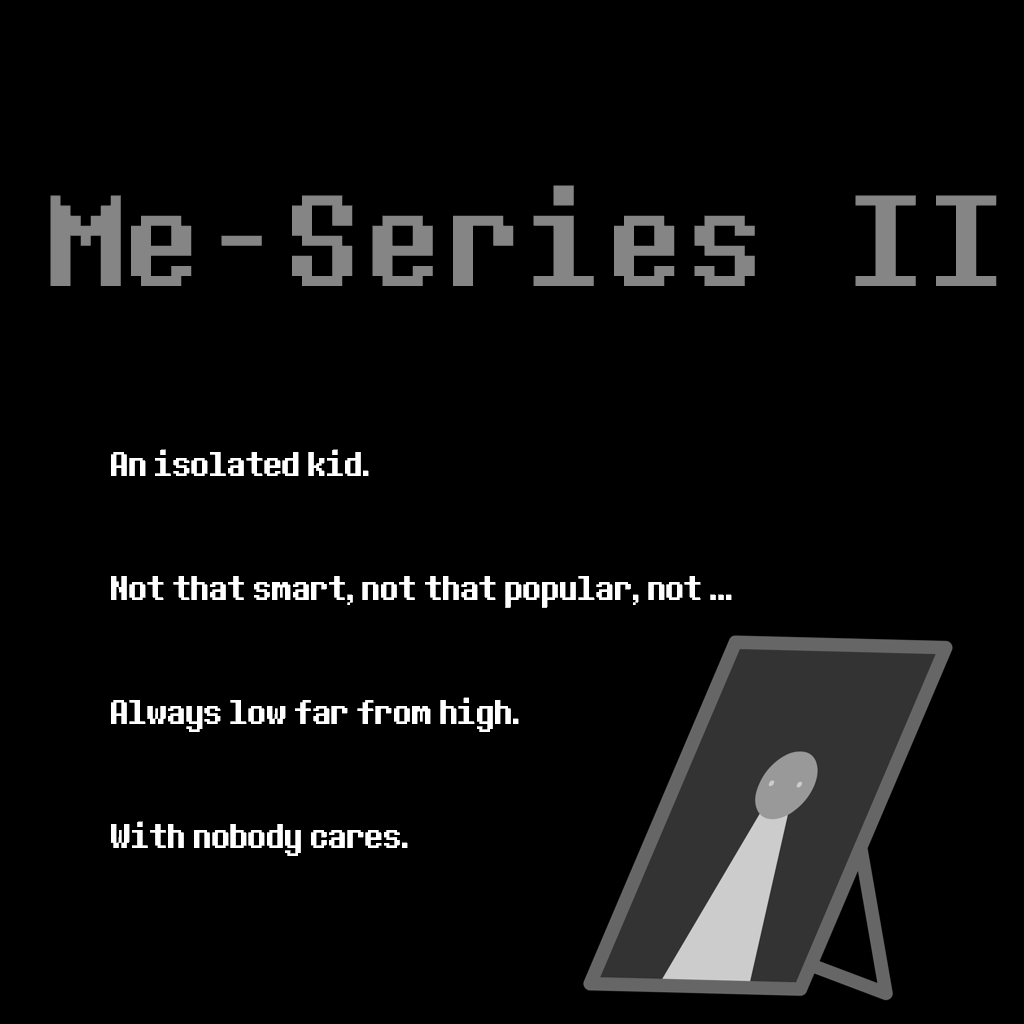 Me-Series II
An isolated kid.
Not that smart, not that popular, not ...
Always low far from high.
With nobody cares.